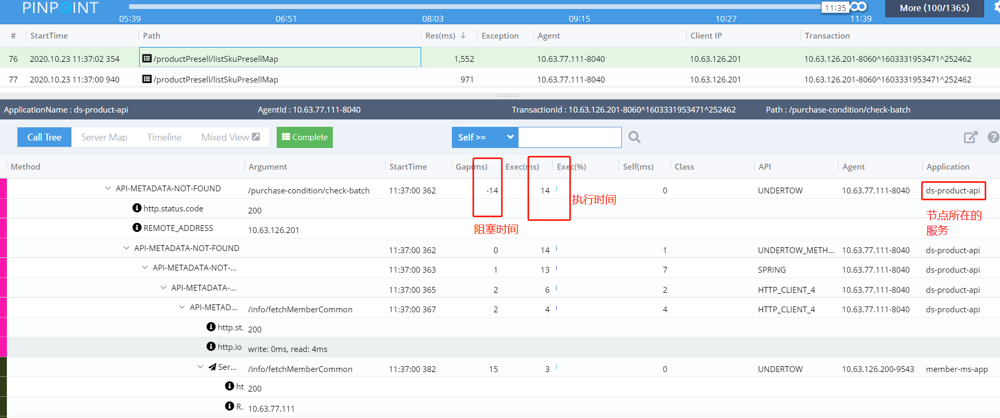 PINPOINT
11:35
More (100/1365)
05:39 06:51 08:03 09:15 10:27 11:39
# StartTime Path Res(ms) Exception Agent Client IP Transaction
76 2020.10.23 11:37:02 354 /productPresell/listSkuPresellMap 1,552 10.63.77.111-8040 10.63.126.201 10.63.126.201-8060^1603331953471^252462
77 2020.10.23 11:37:00 940 /productPresell/listSkuPresellMap 971 10.63.77.111-8040 10.63.126.201 10.63.126.201-8060^1603331953471^252462
ApplicationName : ds-product-api AgentId : 10.63.77.111-8040 TransactionId : 10.63.126.201-8060^1603331953471^252462 Path : /purchase-condition/check-batch
Call Tree Server Map Timeline Mixed View Complete Self >=
Method Argument StartTime Gap(ms) Exec(ms) Exec(%) Self(ms) Class API Agent Application
API-METADATA-NOT-FOUND /purchase-condition/check-batch 11:37:00 362 -14 14 0 UNDERTOW 10.63.77.111-8040 ds-product-api
执行时间
http.status.code 200
节点所在的
服务
REMOTE_ADDRESS 10.63.126.201
阻塞时间
API-METADATA-NOT-FOUND 11:37:00 362 0 14 1 UNDERTOW_METH... 10.63.77.111-8040 ds-product-api
API-METADATA-NOT-... 11:37:00 363 1 13 7 SPRING 10.63.77.111-8040 ds-product-api
API-METADATA-... 11:37:00 365 2 6 2 HTTP_CLIENT_4 10.63.77.111-8040 ds-product-api
API-METAD... /info/fetchMemberCommon 11:37:00 367 2 4 4 HTTP_CLIENT_4 10.63.77.111-8040 ds-product-api
http.st. 200
http.io write: 0ms, read: 4ms
Ser... /info/fetchMemberCommon 11:37:00 382 15 3 0 UNDERTOW 10.63.126.200-9543 member-ms-app
ht 200
R.. 10.63.77.111